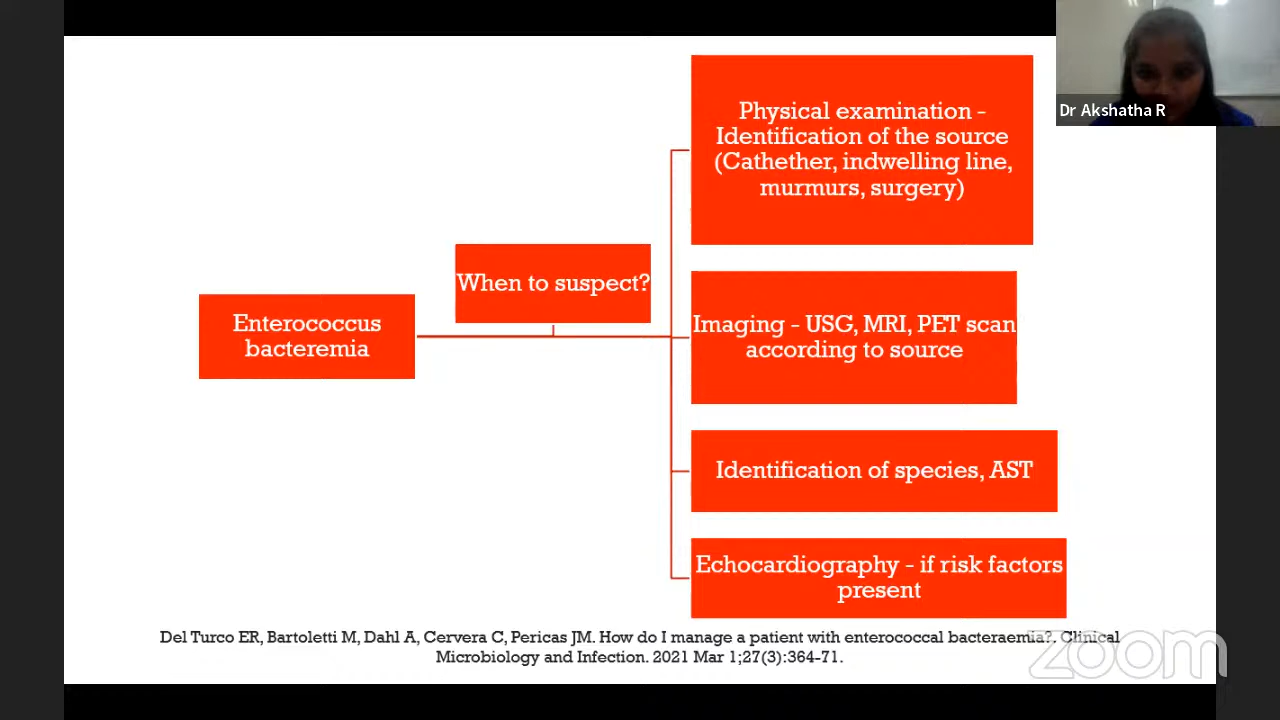 Physical examination -
Identification of the source
(Cathether, indwelling line,
murmurs, surgery)
Dr Akshatha R
When to suspect?
Enterococcus
bacteremia
Imaging - USG, MRI, PET scan
according to source
Identification of species, AST
Echocardiography - if risk factors
present
Del Turco ER, Bartoletti M, Dahl A, Cervera C, Pericas JM. How do I manage a patient with enterococcal bacteraemia?. Clinical
Microbiology and Infection. 2021 Mar 1;27(3):364-71.
zoom